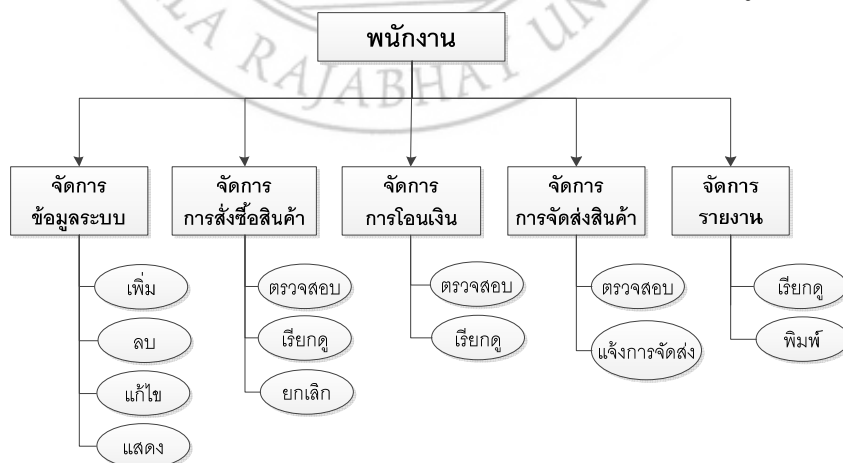 พนักงาน
LA RAJABHAT UN
จัดการ
ข้อมูลระบบ
จัดการ
การสั่งซื้อสินค้า
จัดการ
การโอนเงิน
จัดการ
การจัดส่งสินค้า
จัดการ
รายงาน
เพิ่ม
ลบ
แก้ไข
แสดง
ตรวจสอบ
เรียกดู
ยกเลิก
ตรวจสอบ
เรียกดู
ตรวจสอบ
แจ้งการจัดส่ง
เรียกดู
พิมพ์